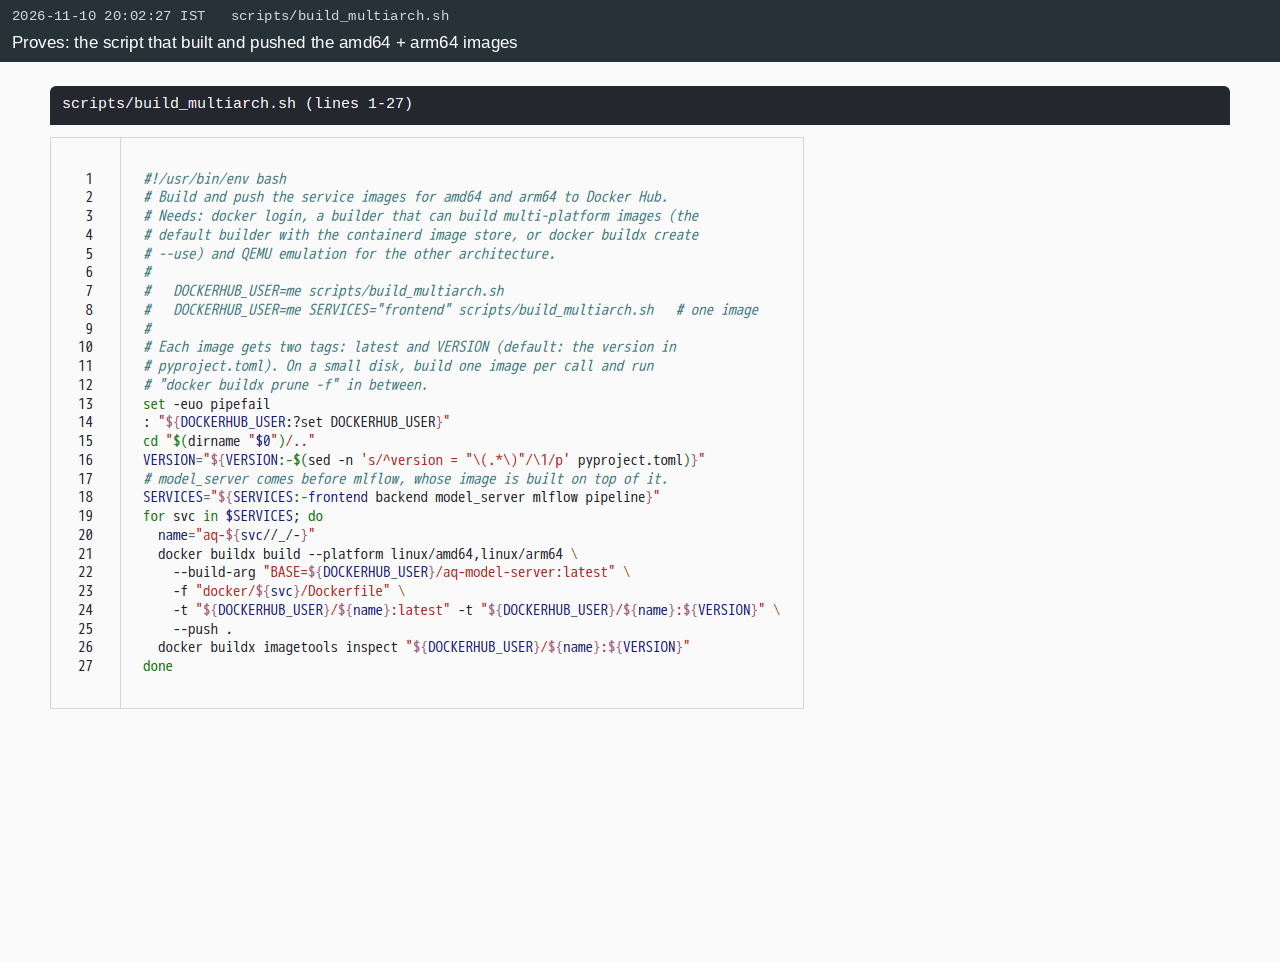 2026-11-10 20:02:27 IST   scripts/build_multiarch.sh
Proves: the script that built and pushed the amd64 + arm64 images
scripts/build_multiarch.sh (lines 1-27)
1 #!/usr/bin/env bash
2 # Build and push the service images for amd64 and arm64 to Docker Hub.
3 # Needs: docker login, a builder that can build multi-platform images (the
4 # default builder with the containerd image store, or docker buildx create
5 # --use) and QEMU emulation for the other architecture.
6 #
7 #   DOCKERHUB_USER=me scripts/build_multiarch.sh
8 #   DOCKERHUB_USER=me SERVICES="frontend" scripts/build_multiarch.sh   # one image
9 #
10 # Each image gets two tags: latest and VERSION (default: the version in
11 # pyproject.toml). On a small disk, build one image per call and run
12 # "docker buildx prune -f" in between.
13 set -euo pipefail
14 : "${DOCKERHUB_USER:?set DOCKERHUB_USER}"
15 cd "$(dirname "$0")/.."
16 VERSION="${VERSION:-$(sed -n 's/^version = "\(.*\)"/\1/p' pyproject.toml)}"
17 # model_server comes before mlflow, whose image is built on top of it.
18 SERVICES="${SERVICES:-frontend backend model_server mlflow pipeline}"
19 for svc in $SERVICES; do
20   name="aq-${svc//_/-}"
21   docker buildx build --platform linux/amd64,linux/arm64 \
22     --build-arg "BASE=${DOCKERHUB_USER}/aq-model-server:latest" \
23     -f "docker/${svc}/Dockerfile" \
24     -t "${DOCKERHUB_USER}/${name}:latest" -t "${DOCKERHUB_USER}/${name}:${VERSION}" \
25     --push .
26   docker buildx imagetools inspect "${DOCKERHUB_USER}/${name}:${VERSION}"
27 done